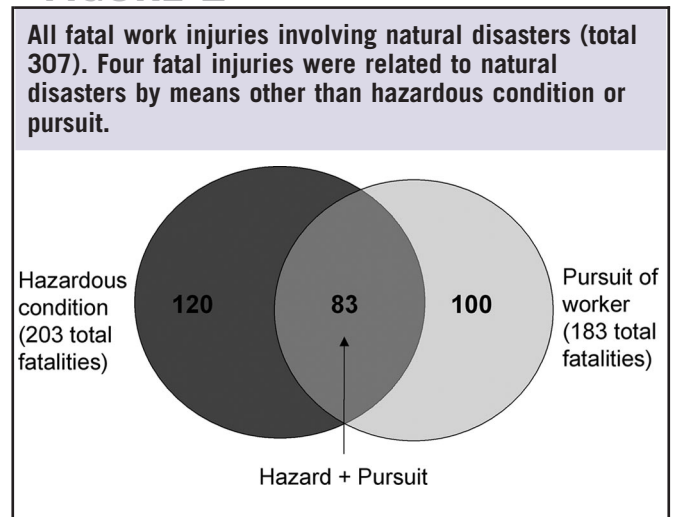 All fatal work injuries involving natural disasters (total
307). Four fatal injuries were related to natural
disasters by means other than hazardous condition or
pursuit.
Hazardous
condition
(203 total
fatalities)
120
83
100
Pursuit of
worker
(183 total
fatalities)
Hazard + Pursuit